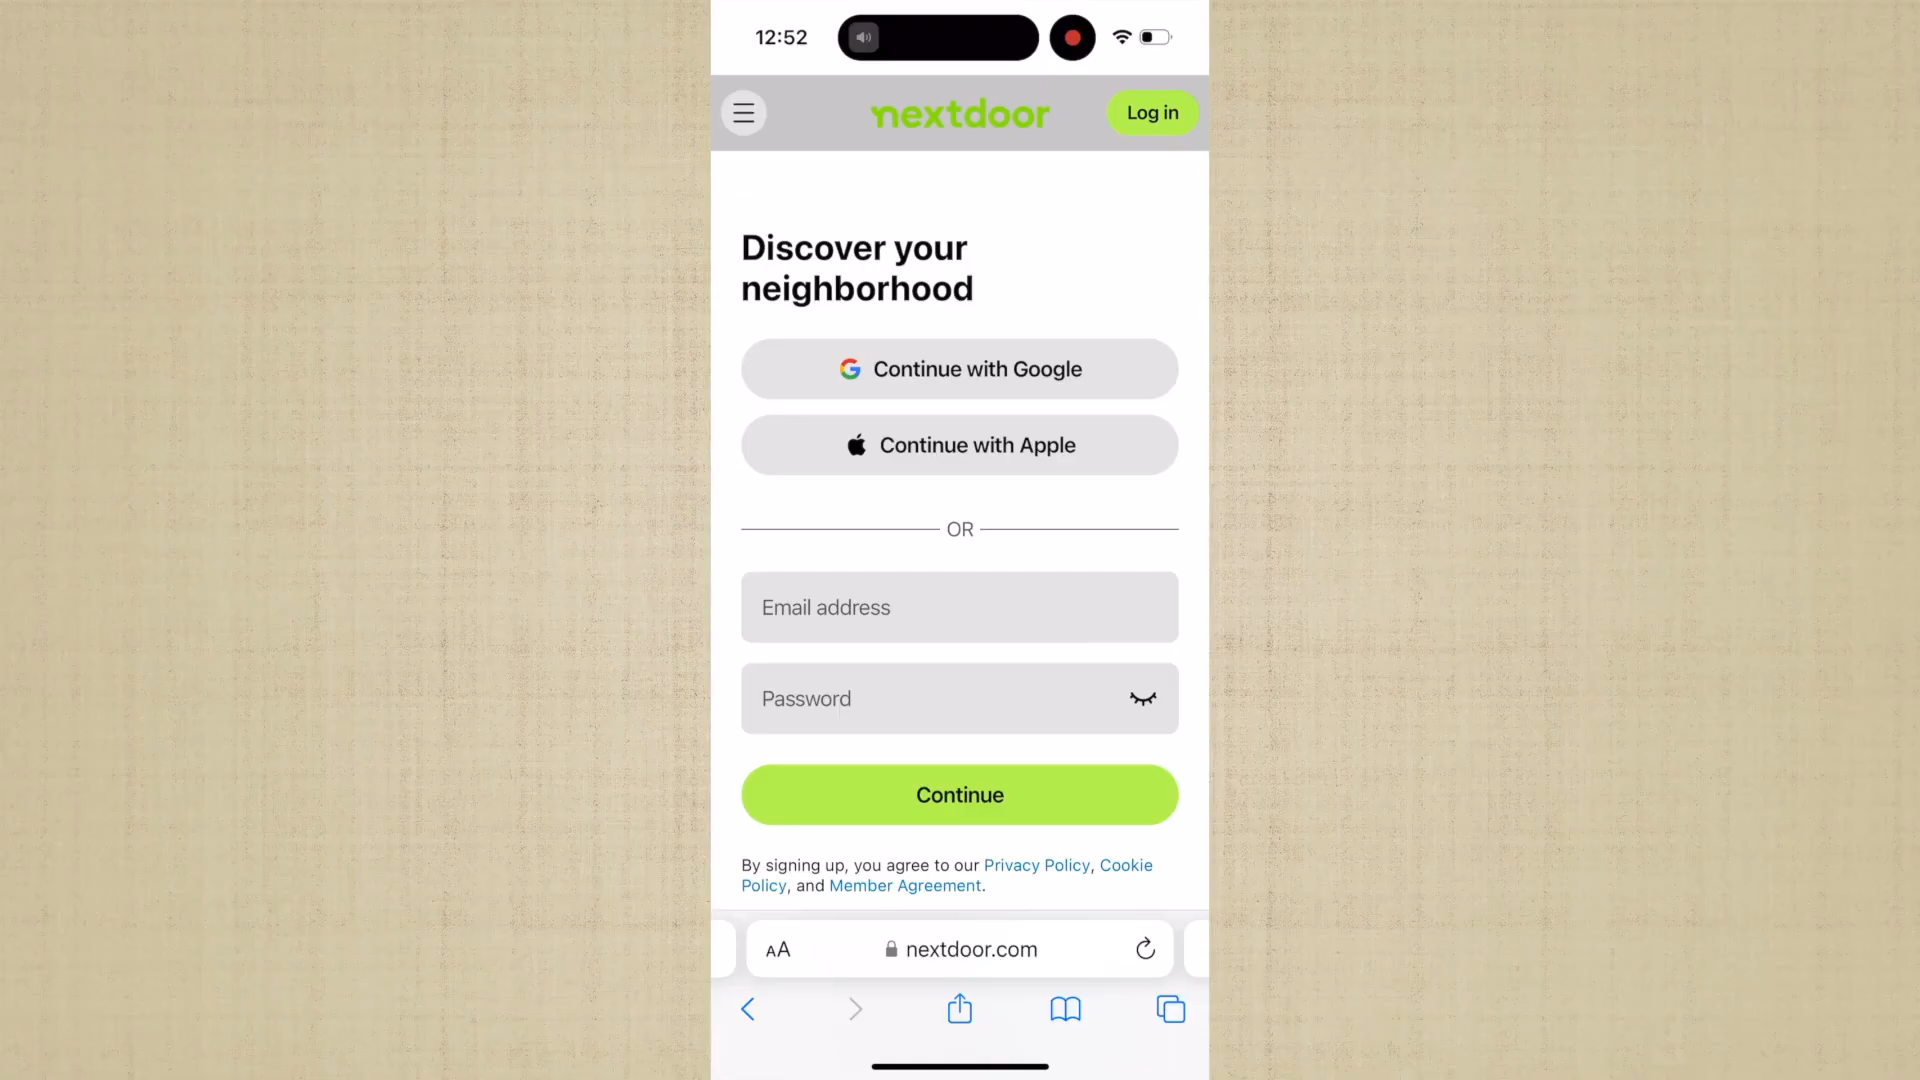 12:52
nextdoor
Log in
Discover your
neighborhood
Continue with Google
Continue with Apple
OR
Email address
Password
Continue
By signing up, you agree to our Privacy Policy, Cookie
Policy, and Member Agreement.
AA
nextdoor.com